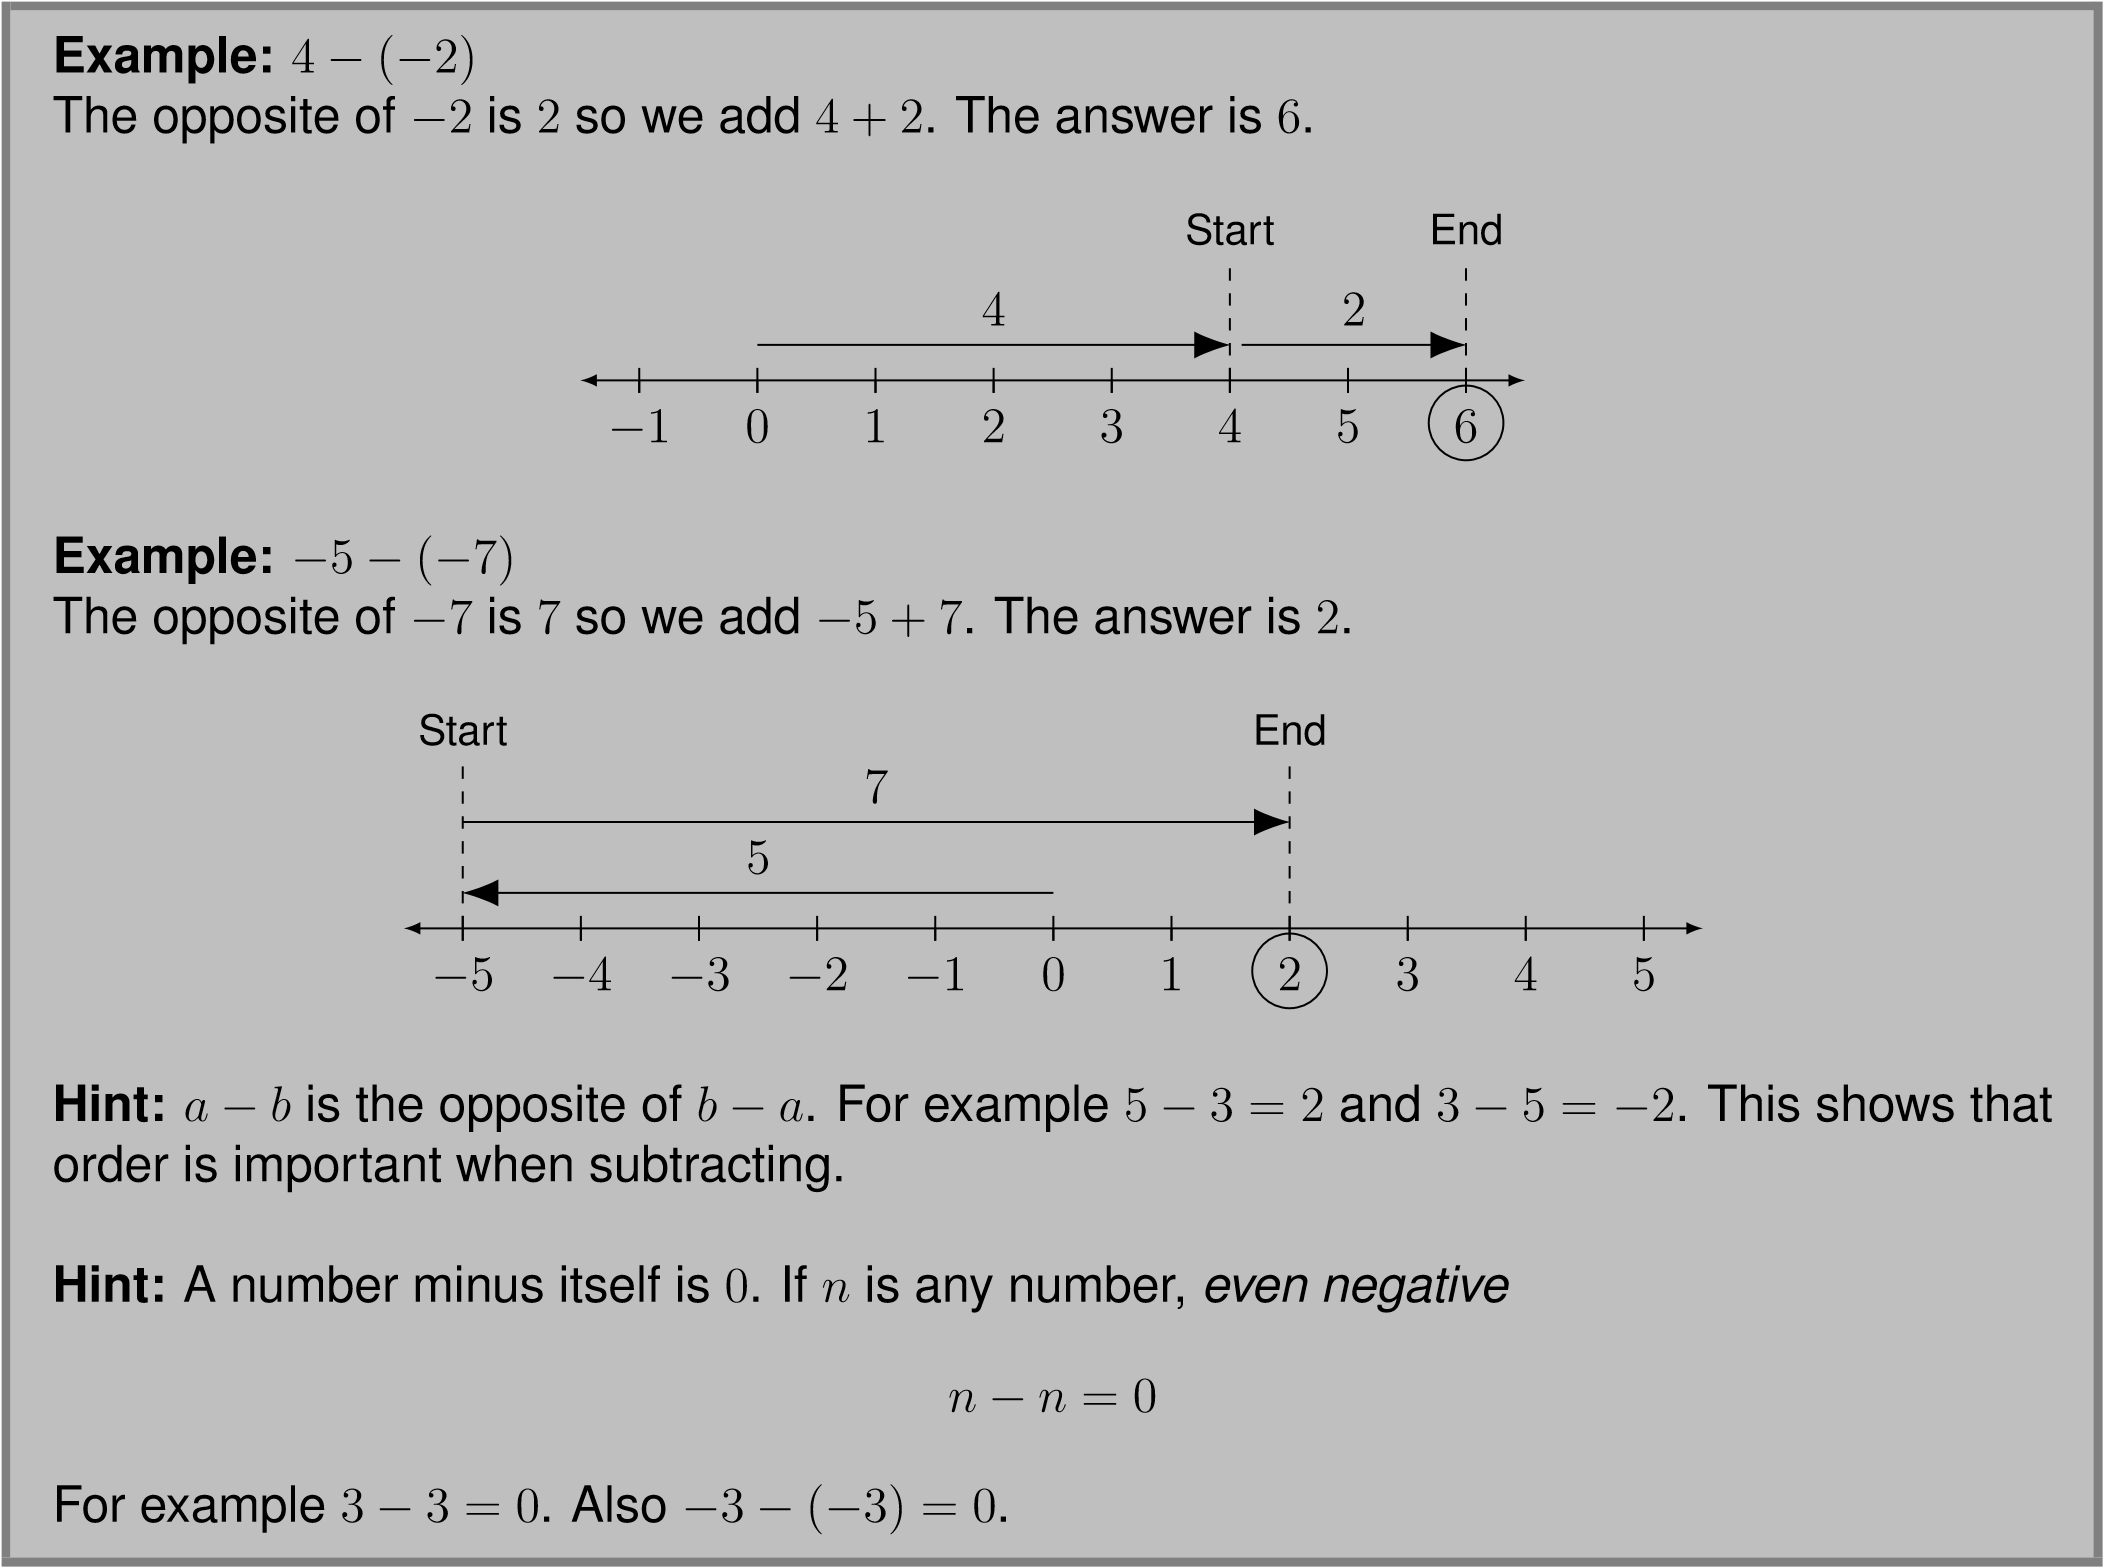 Example: 4 − (−2)
The opposite of −2 is 2 so we add 4 + 2. The answer is 6.
Start End
4 2
−1 0 1 2 3 4 5 6
Example: −5 − (−7)
The opposite of −7 is 7 so we add −5 + 7. The answer is 2.
Start End
7
5
−5 −4 −3 −2 −1 0 1 2 3 4 5
Hint: a − b is the opposite of b − a. For example 5 − 3 = 2 and 3 − 5 = −2. This shows that
order is important when subtracting.
Hint: A number minus itself is 0. If n is any number, even negative
n − n = 0
For example 3 − 3 = 0. Also −3 − (−3) = 0.